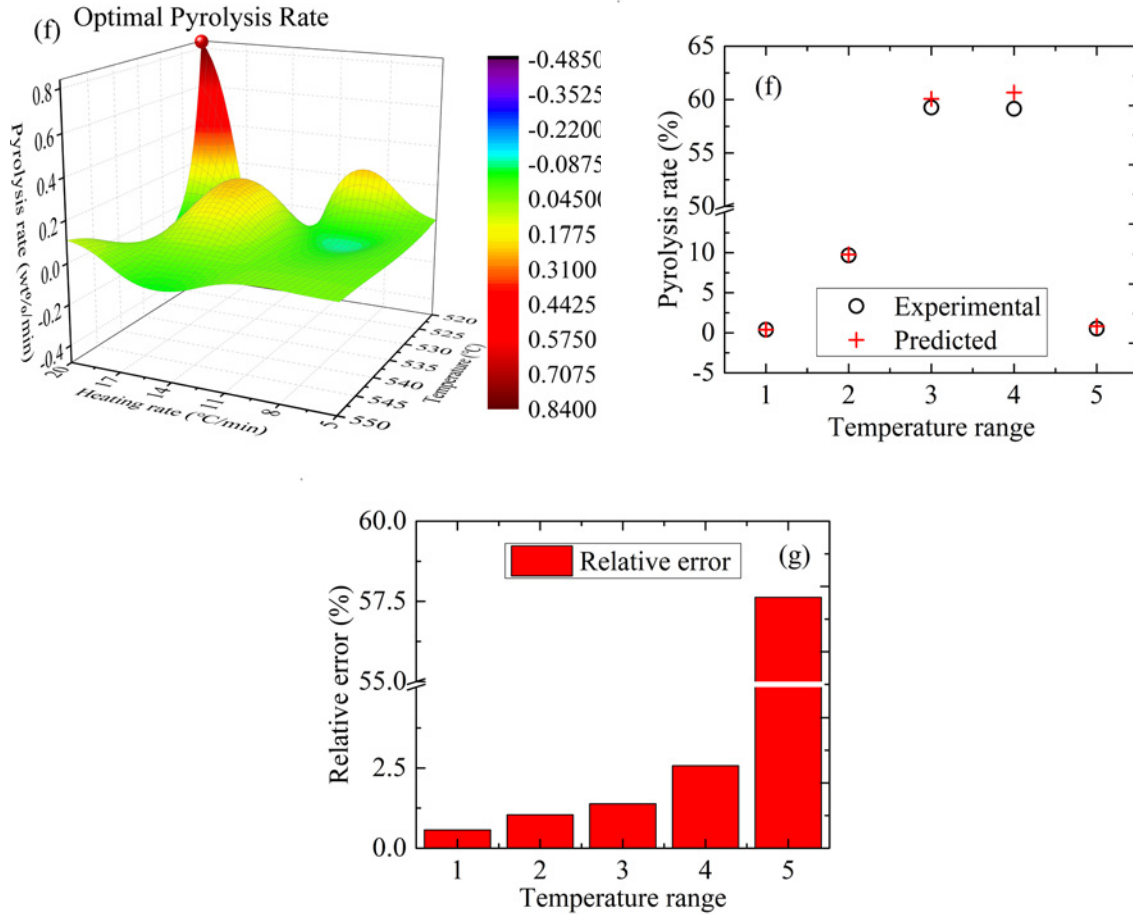 (f) Optimal Pyrolysis Rate
0.8
0.6
0.4
0.2
0.0
-0.2
-0.4
Pyrolysis rate (wt%/min)
20
17
14
11
8
5
Heating rate (°C/min)
520
525
530
535
540
545
550
Temperature (°C)
-0.4850
-0.3525
-0.2200
-0.0875
0.04500
0.1775
0.3100
0.4425
0.5750
0.7075
0.8400
(f)
65
60
55
50
10
5
0
-5
Pyrolysis rate (%)
Experimental
Predicted
1 2 3 4 5
Temperature range
(g)
Relative error
60.0
57.5
55.0
2.5
0.0
Relative error (%)
1 2 3 4 5
Temperature range